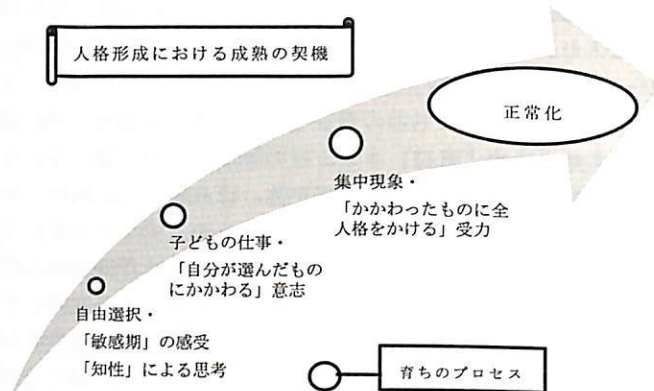 人格形成における成熟の契機
正常化
集中現象・
「かかわったものに全
人格をかける」受力
子どもの仕事・
「自分が選んだもの
にかかわる」意志
自由選択・
「敏感期」の感受
「知性」による思考
育ちのプロセス